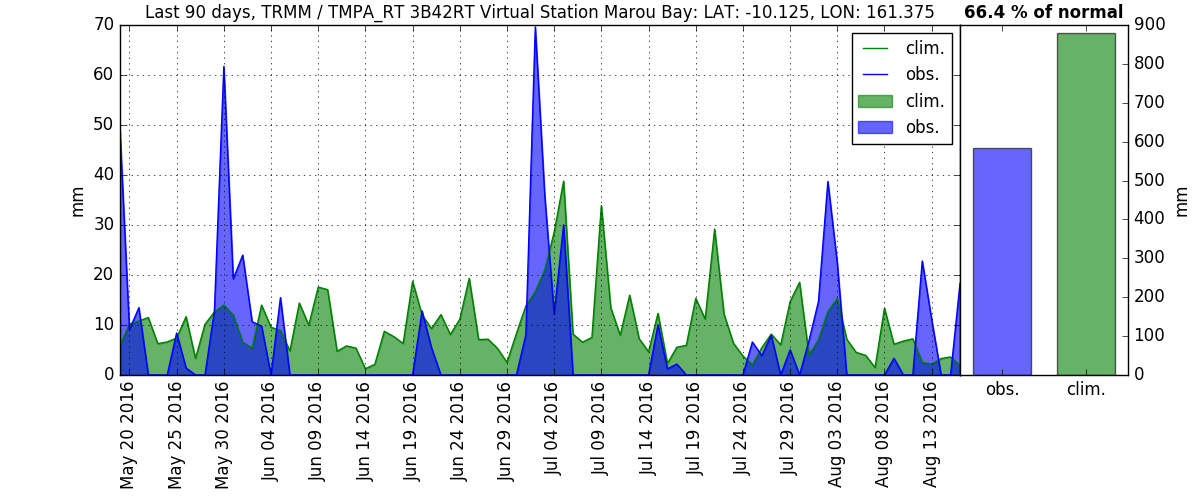 Last 90 days, TRMM / TMPA_RT 3B42RT Virtual Station Marou Bay: LAT: -10.125, LON: 161.375
66.4 % of normal
mm
70
60
50
40
30
20
10
0
clim.
obs.
clim.
obs.
May 20 2016
May 25 2016
May 30 2016
Jun 04 2016
Jun 09 2016
Jun 14 2016
Jun 19 2016
Jun 24 2016
Jun 29 2016
Jul 04 2016
Jul 09 2016
Jul 14 2016
Jul 19 2016
Jul 24 2016
Jul 29 2016
Aug 03 2016
Aug 08 2016
Aug 13 2016
obs.
clim.
900
800
700
600
500
400
300
200
100
0
mm